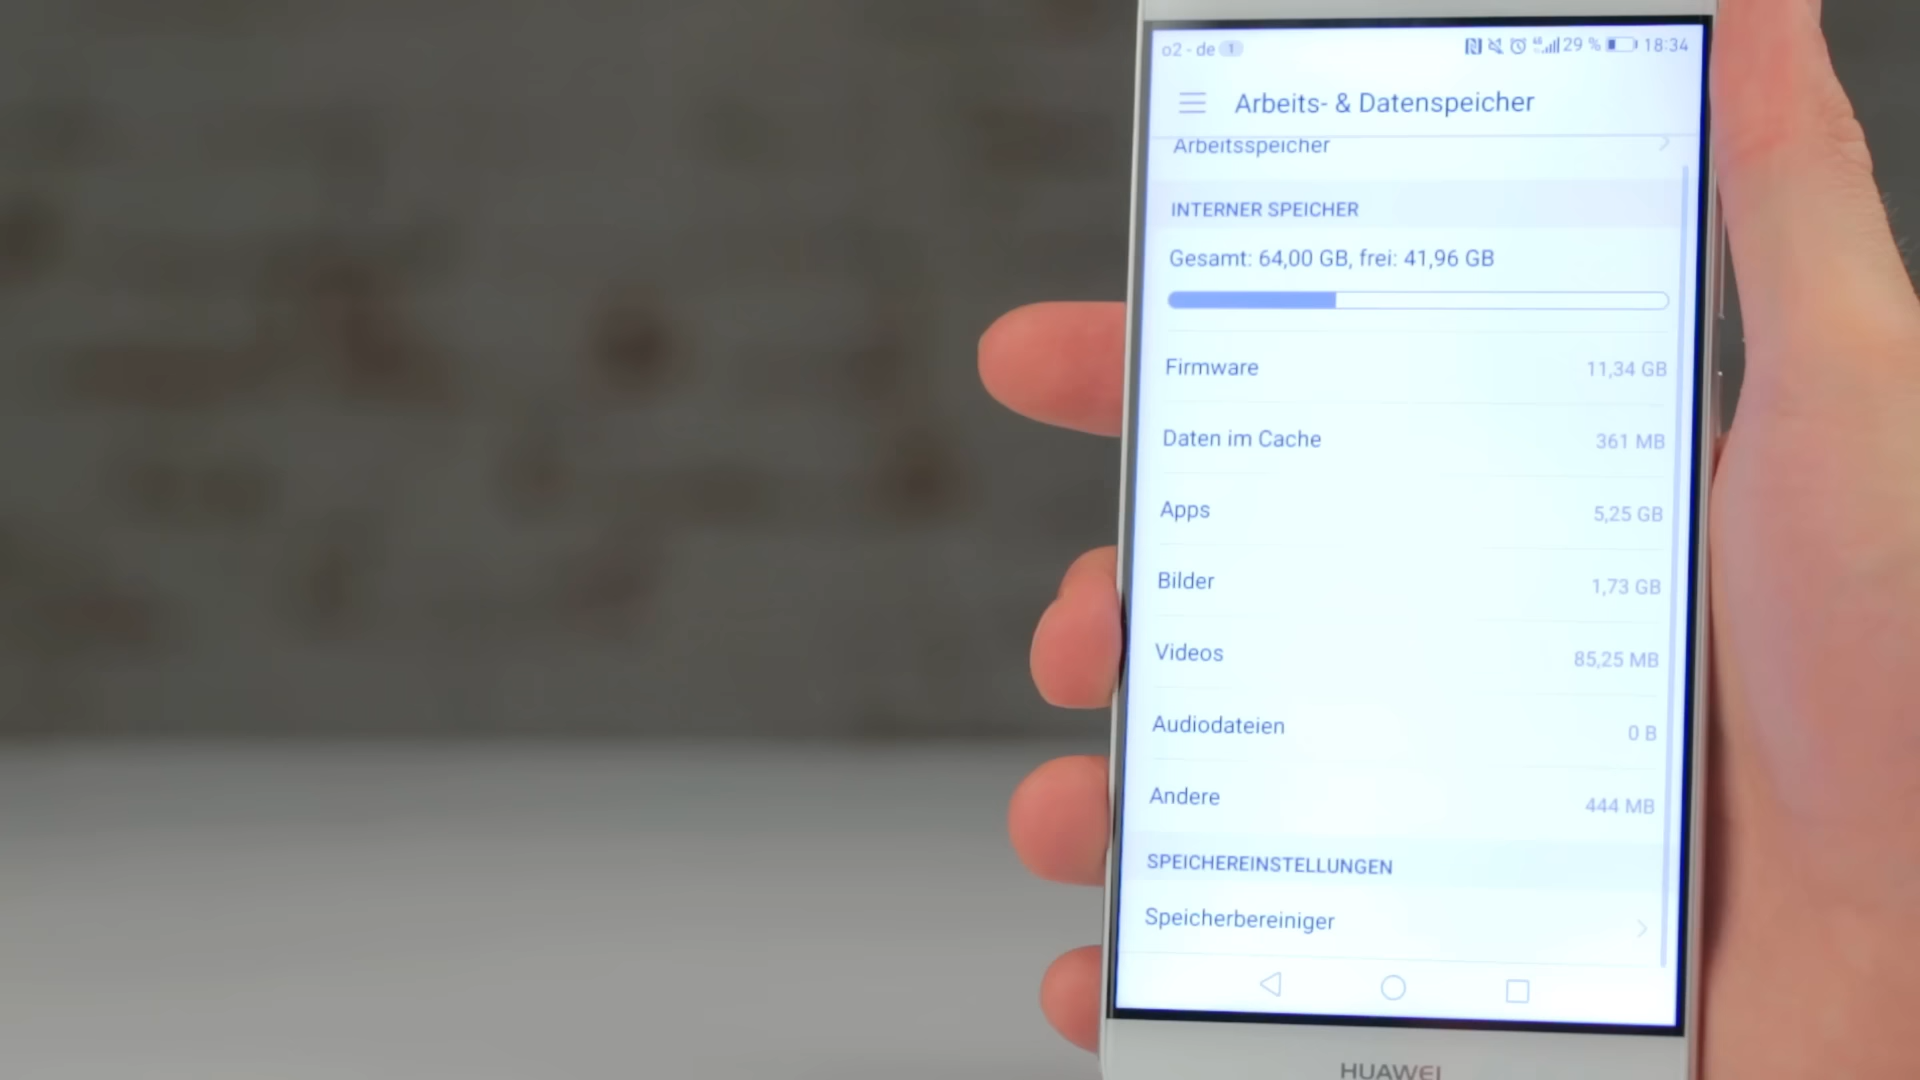 o2 - de 1 29 % 18:34
Arbeits- & Datenspeicher
Arbeitsspeicher
INTERNER SPEICHER
Gesamt: 64,00 GB, frei: 41,96 GB
Firmware 11,34 GB
Daten im Cache 361 MB
Apps 5,25 GB
Bilder 1,73 GB
Videos 85,25 MB
Audiodateien 0 B
Andere 444 MB
SPEICHEREINSTELLUNGEN
Speicherbereiniger
HUAWEI